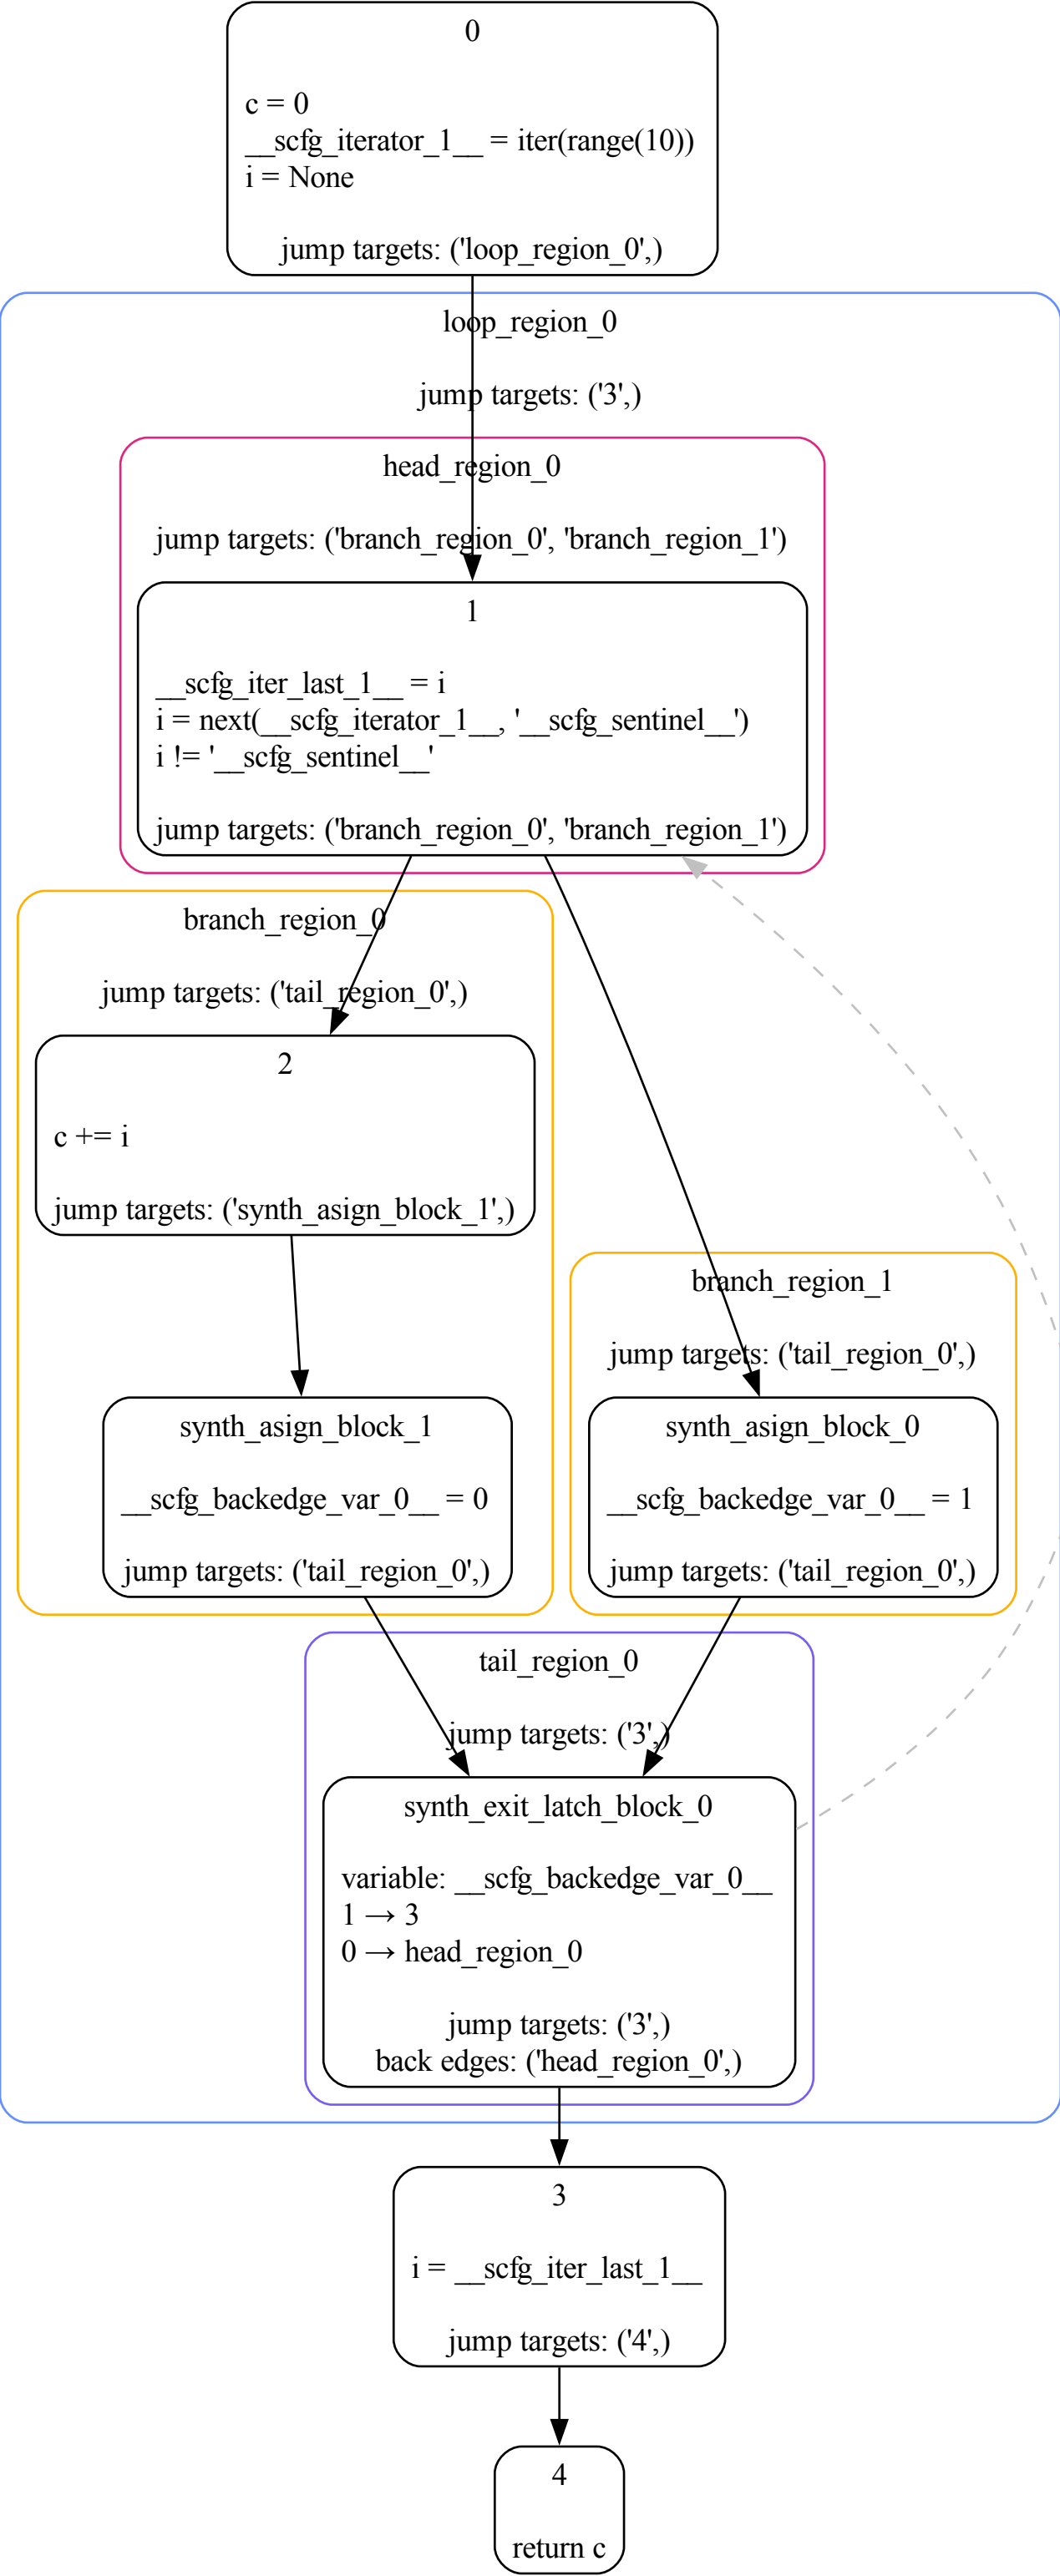 0
c = 0
__scfg_iterator_1__ = iter(range(10))
i = None
jump targets: ('loop_region_0',)
loop_region_0
jump targets: ('3',)
head_region_0
jump targets: ('branch_region_0', 'branch_region_1')
1
__scfg_iter_last_1__ = i
i = next(__scfg_iterator_1__, '__scfg_sentinel__')
i != '__scfg_sentinel__'
jump targets: ('branch_region_0', 'branch_region_1')
branch_region_0
jump targets: ('tail_region_0',)
2
c += i
jump targets: ('synth_asign_block_1',)
branch_region_1
jump targets: ('tail_region_0',)
synth_asign_block_1
__scfg_backedge_var_0__ = 0
jump targets: ('tail_region_0',)
synth_asign_block_0
__scfg_backedge_var_0__ = 1
jump targets: ('tail_region_0',)
tail_region_0
jump targets: ('3',)
synth_exit_latch_block_0
variable: __scfg_backedge_var_0__
1 → 3
0 → head_region_0
jump targets: ('3',)
back edges: ('head_region_0',)
3
i = __scfg_iter_last_1__
jump targets: ('4',)
4
return c